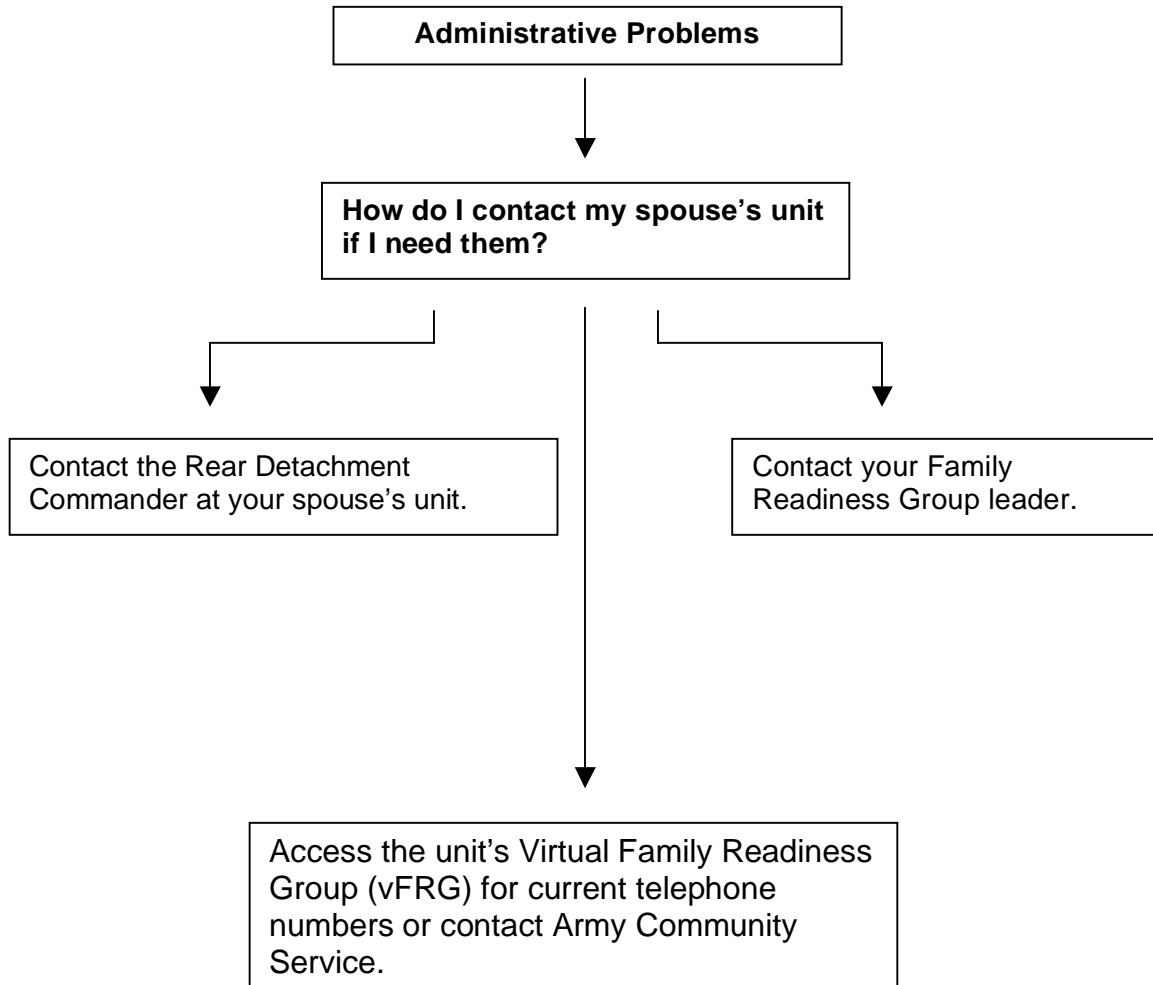 Administrative Problems
How do I contact my spouse’s unit
if I need them?
Contact the Rear Detachment
Commander at your spouse’s unit.
Contact your Family
Readiness Group leader.
Access the unit’s Virtual Family Readiness
Group (vFRG) for current telephone
numbers or contact Army Community
Service.